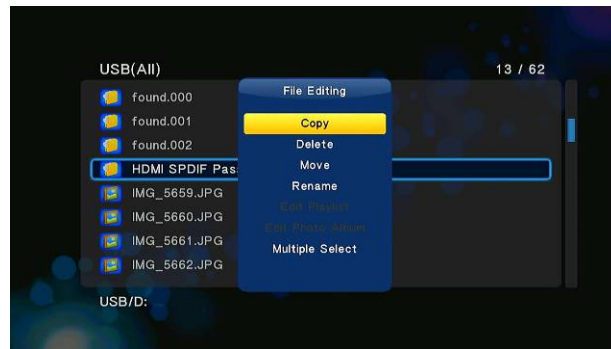 USB(All)
13 / 62
found.000
found.001
found.002
HDMI SPDIF Pas
IMG_5659.JPG
IMG_5660.JPG
IMG_5661.JPG
IMG_5662.JPG
File Editing
Copy
Delete
Move
Rename
Edit Playlist
Edit Photo Album
Multiple Select
USB/D: